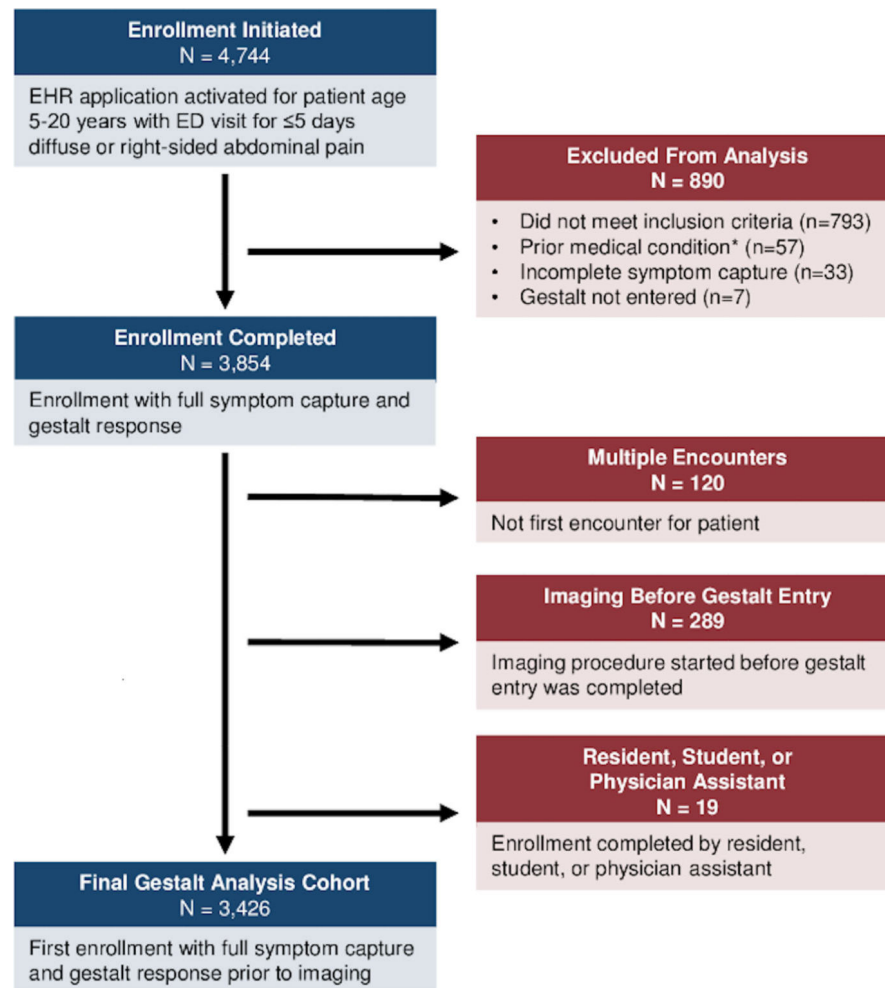 Enrollment Initiated
N = 4,744
EHR application activated for patient age
5-20 years with ED visit for ≤5 days
diffuse or right-sided abdominal pain
Excluded From Analysis
N = 890
• Did not meet inclusion criteria (n=793)
• Prior medical condition* (n=57)
• Incomplete symptom capture (n=33)
• Gestalt not entered (n=7)
Enrollment Completed
N = 3,854
Enrollment with full symptom capture and
gestalt response
Multiple Encounters
N = 120
Not first encounter for patient
Imaging Before Gestalt Entry
N = 289
Imaging procedure started before gestalt
entry was completed
Resident, Student, or
Physician Assistant
N = 19
Enrollment completed by resident,
student, or physician assistant
Final Gestalt Analysis Cohort
N = 3,426
First enrollment with full symptom capture
and gestalt response prior to imaging